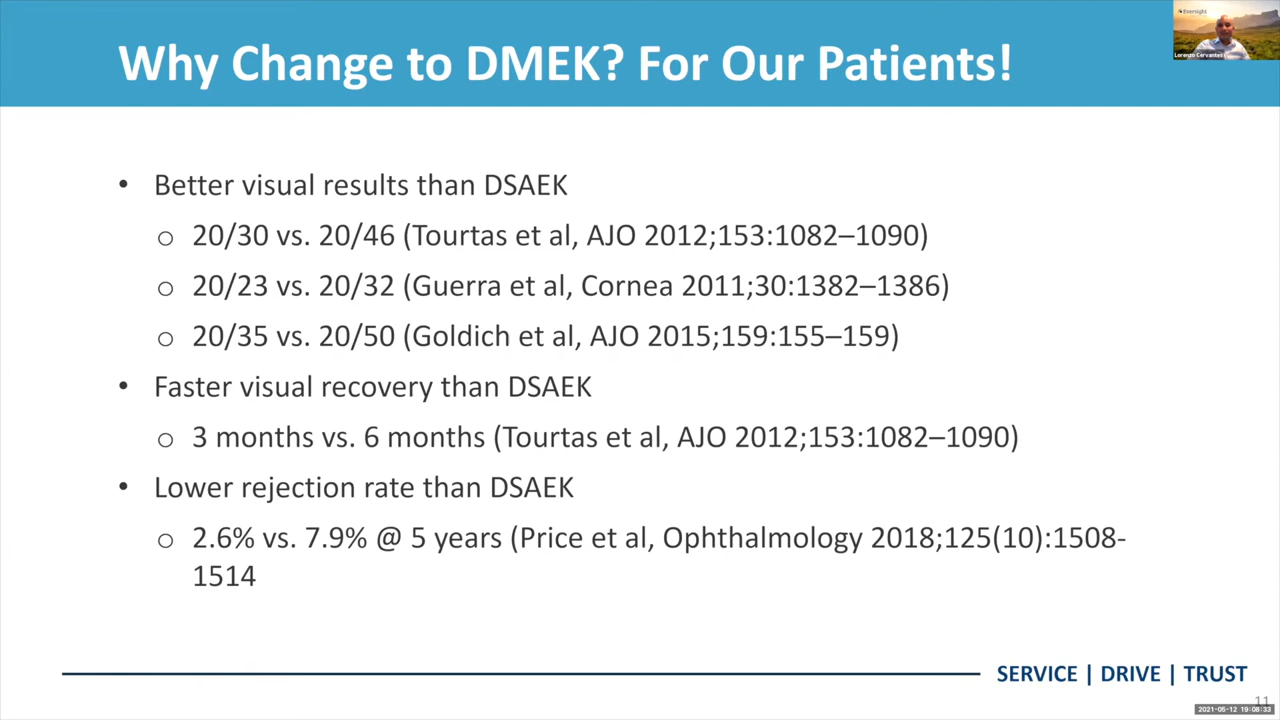 Why Change to DMEK? For Our Patients!
Eversight
Lorenzo Cervantes
• Better visual results than DSAEK
o 20/30 vs. 20/46 (Tourtas et al, AJO 2012;153:1082–1090)
o 20/23 vs. 20/32 (Guerra et al, Cornea 2011;30:1382–1386)
o 20/35 vs. 20/50 (Goldich et al, AJO 2015;159:155–159)
• Faster visual recovery than DSAEK
o 3 months vs. 6 months (Tourtas et al, AJO 2012;153:1082–1090)
• Lower rejection rate than DSAEK
o 2.6% vs. 7.9% @ 5 years (Price et al, Ophthalmology 2018;125(10):1508-
1514
SERVICE | DRIVE | TRUST
11
2021-05-12 19:08:33